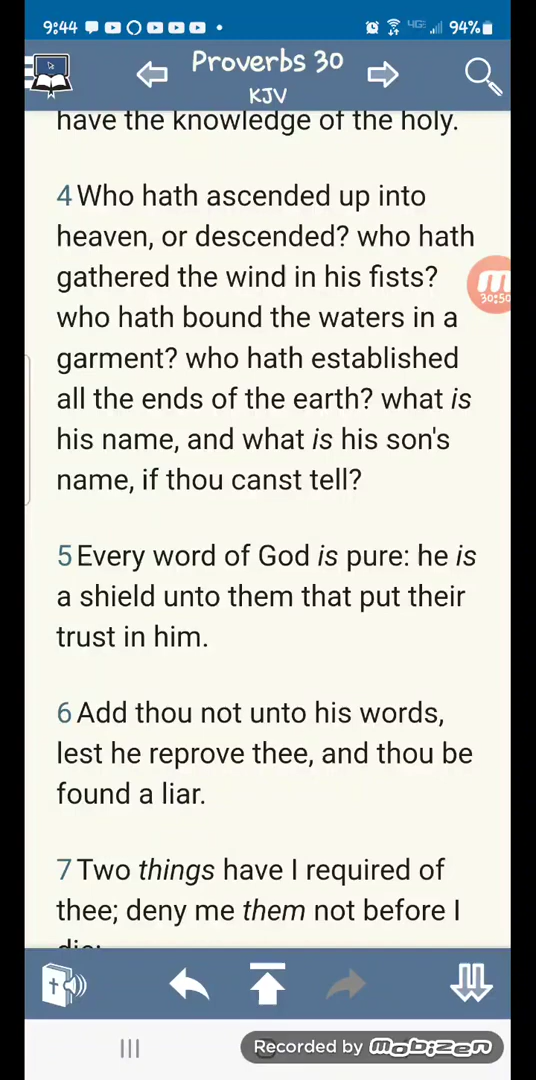 9:44
4GE
94%
Proverbs 30
KJV
have the knowledge of the holy.
4 Who hath ascended up into
heaven, or descended? who hath
gathered the wind in his fists?
30:50
who hath bound the waters in a
garment? who hath established
all the ends of the earth? what is
his name, and what is his son's
name, if thou canst tell?
5 Every word of God is pure: he is
a shield unto them that put their
trust in him.
6 Add thou not unto his words,
lest he reprove thee, and thou be
found a liar.
7 Two things have I required of
thee; deny me them not before I
die:
Recorded by mobizen